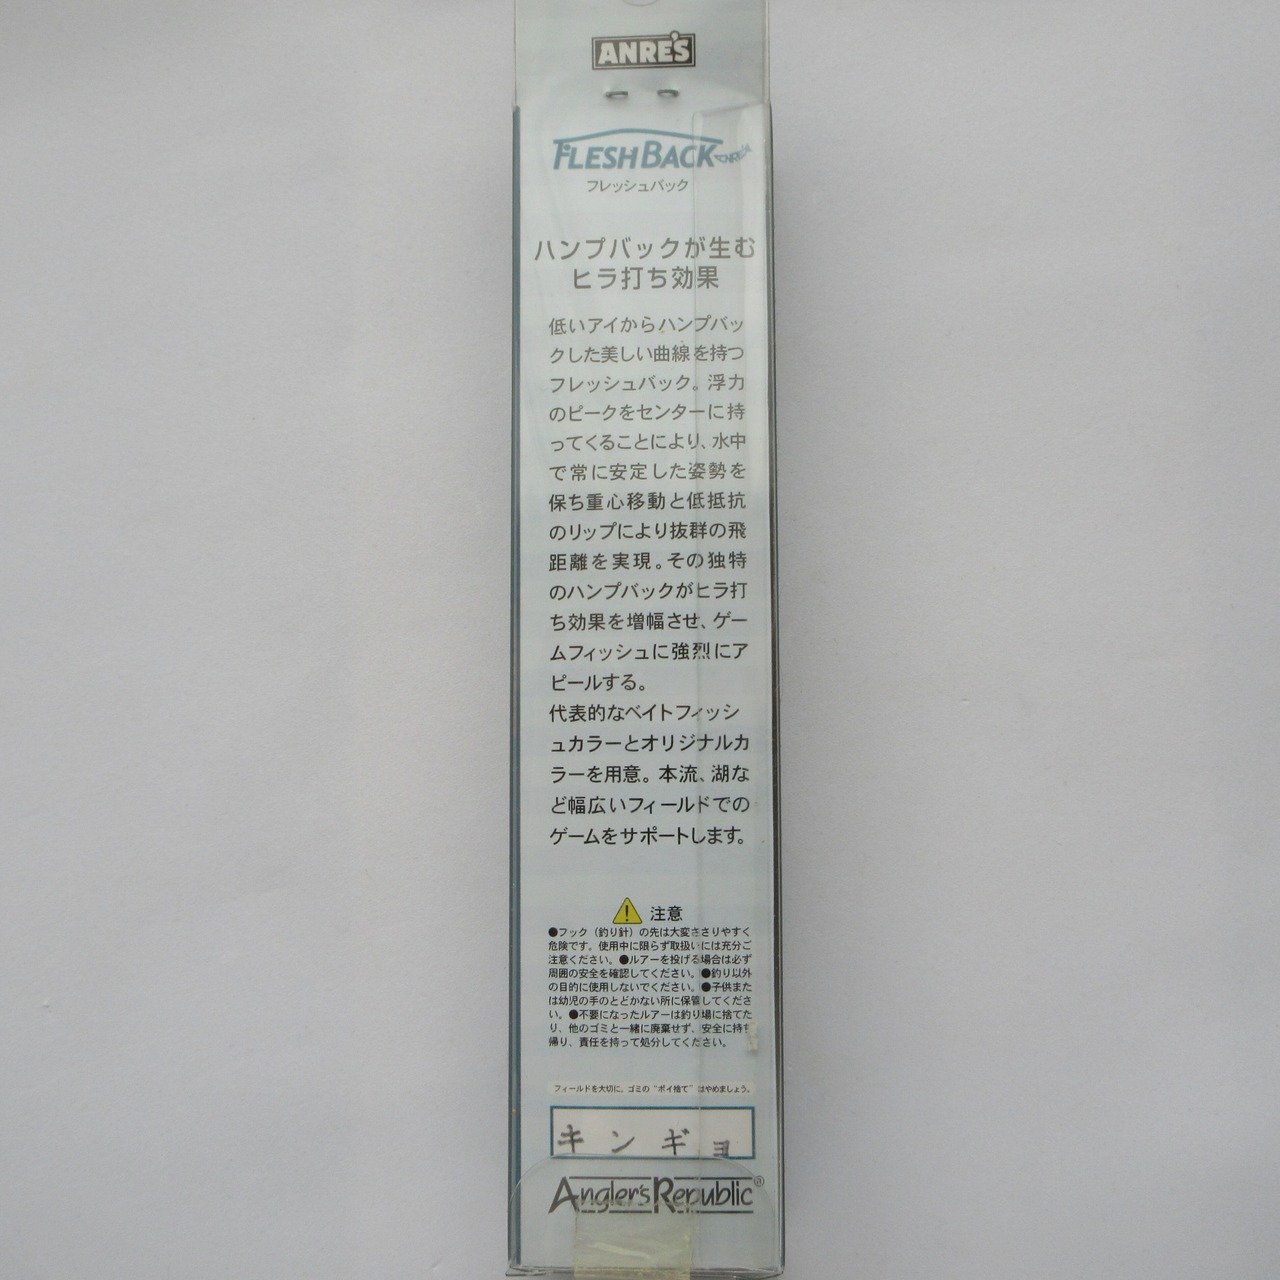 ANRE'S
FLESH BACK
フレッシュバック
ハンプバックが生む
ヒラ打ち効果
低いアイからハンプバッ
クした美しい曲線を持つ
フレッシュバック。浮力
のピークをセンターに持
ってくることにより、水中
で常に安定した姿勢を
保ち重心移動と低抵抗
のリップにより抜群の飛
距離を実現。その独特
のハンプバックがヒラ打
ち効果を増幅させ、ゲー
ムフィッシュに強烈にア
ピールする。
代表的なベイトフィッシ
ュカラーとオリジナルカ
ラーを用意。本流、湖な
ど幅広いフィールドでの
ゲームをサポートします。
注意
●フック（釣り針）の先は大変ささりやすく
危険です。使用中に限らず取扱いには充分ご
注意ください。●ルアーを投げる場合は必ず
周囲の安全を確認してください。●釣り以外
の目的に使用しないでください。●子供また
は幼児の手のとどかない所に保管してくださ
い。●不要になったルアーは釣り場に捨てた
り、他のゴミと一緒に廃棄せず、安全に持ち
帰り、責任を持って処分してください。
フィールドを大切に。ゴミの"ポイ捨て"はやめましょう。
キンギョ
Angler's Republic®